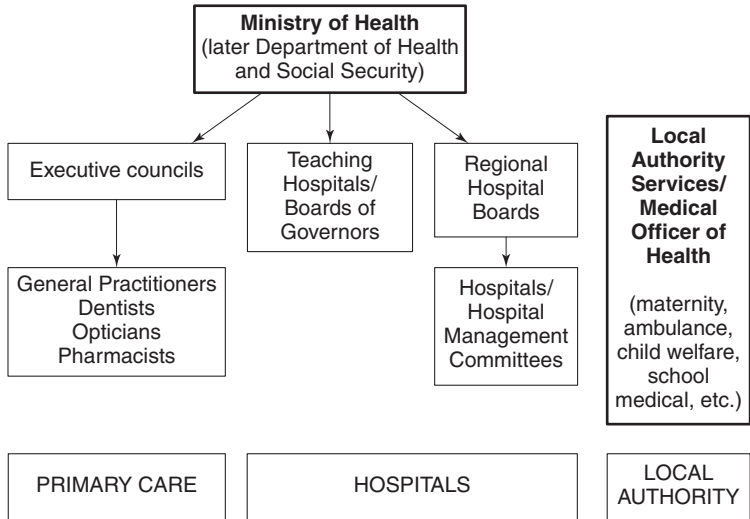 Ministry of Health
(later Department of Health
and Social Security)
Executive councils
Teaching
Hospitals/
Boards of
Governors
Regional
Hospital
Boards
Local
Authority
Services/
Medical
Officer of
Health
(maternity,
ambulance,
child welfare,
school
medical, etc.)
General Practitioners
Dentists
Opticians
Pharmacists
Hospitals/
Hospital
Management
Committees
PRIMARY CARE
HOSPITALS
LOCAL
AUTHORITY